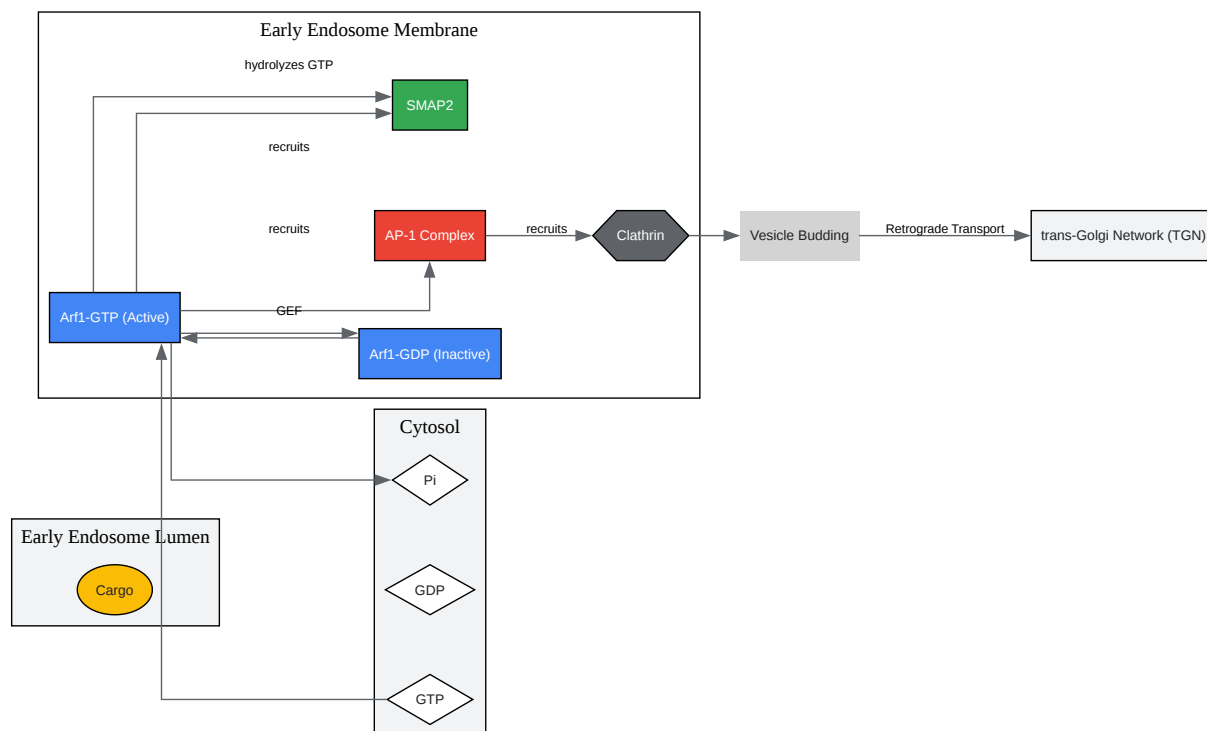 Early Endosome Membrane
hydrolyzes GTP
SMAP2
recruits
recruits
AP-1 Complex
recruits
Clathrin
Vesicle Budding
Retrograde Transport
trans-Golgi Network (TGN)
Arf1-GTP (Active)
GEF
Arf1-GDP (Inactive)
Cytosol
Pi
Early Endosome Lumen
Cargo
GDP
GTP